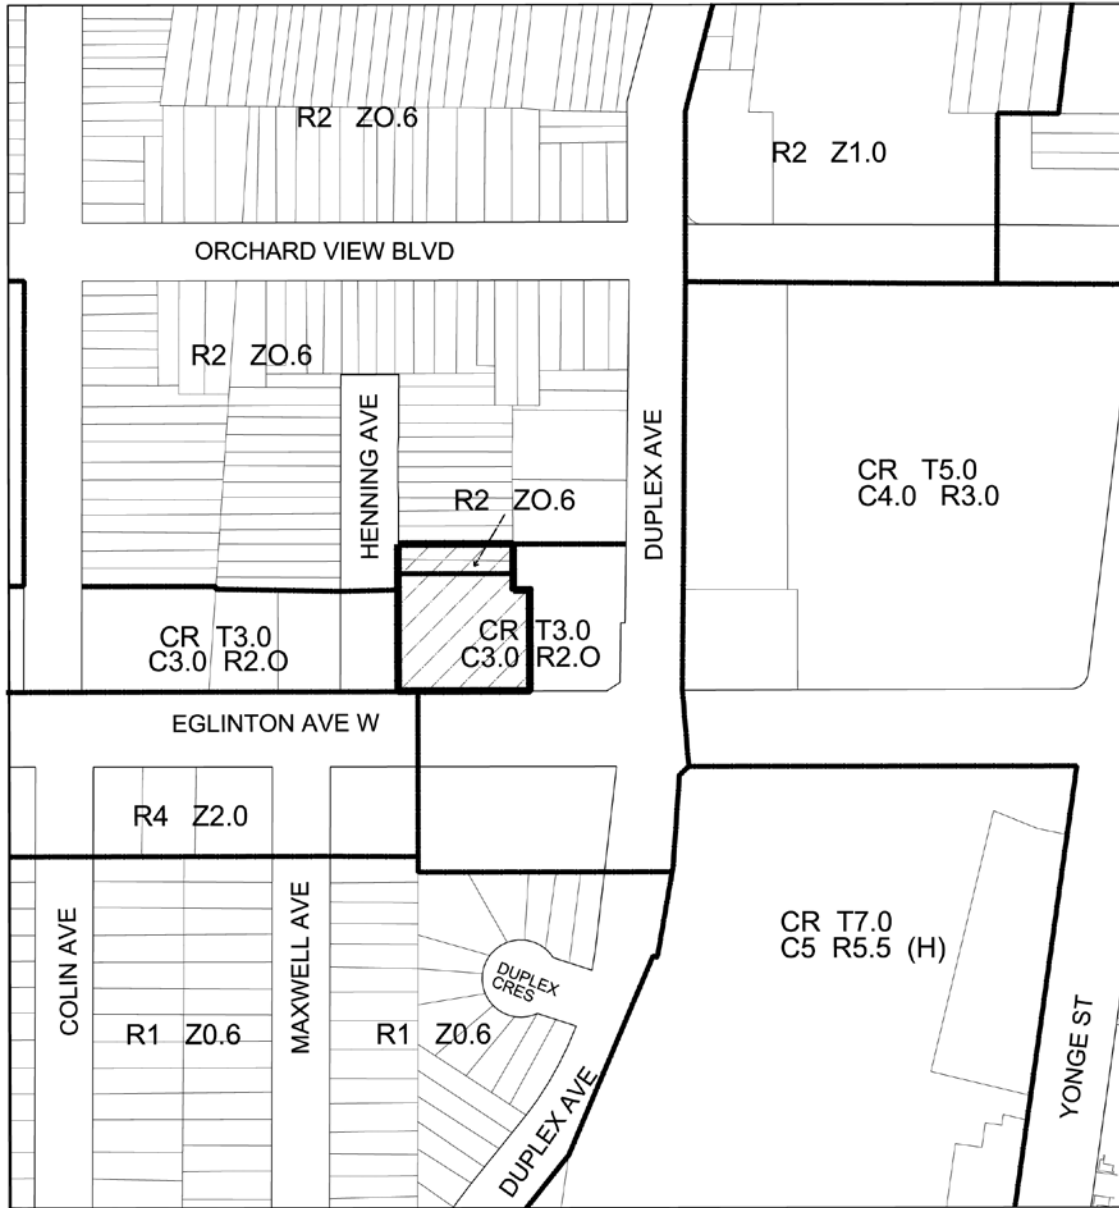 R2 ZO.6
R2 Z1.0
ORCHARD VIEW BLVD
R2 ZO.6
HENNING AVE
DUPLEX AVE
CR T5.0
C4.0 R3.0
R2 ZO.6
CR T3.0
C3.0 R2.O
CR T3.0
C3.0 R2.O
EGLINTON AVE W
R4 Z2.0
COLIN AVE
MAXWELL AVE
DUPLEX
CRES
CR T7.0
C5 R5.5 (H)
R1 Z0.6
R1 Z0.6
DUPLEX AVE
YONGE ST